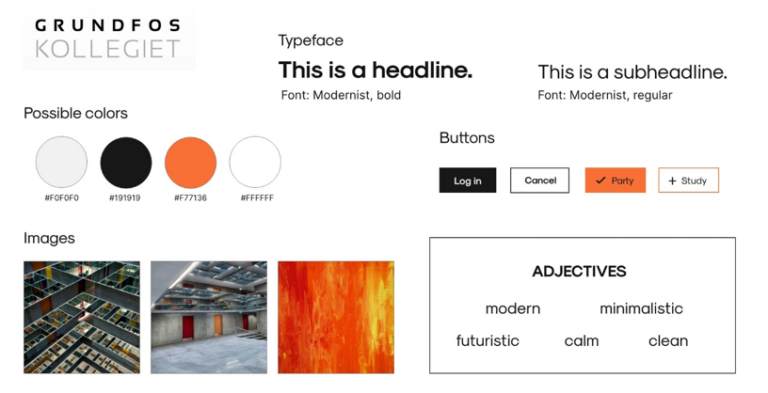 GRUNDFOS
KOLLEGIET
Typeface
This is a headline.
Font: Modernist, bold
This is a subheadline.
Font: Modernist, regular
Possible colors
#F0F0F0
#191919
#F77136
#FFFFFF
Buttons
Log in
Cancel
Party
+ Study
Images
ADJECTIVES
modern
minimalistic
futuristic
calm
clean